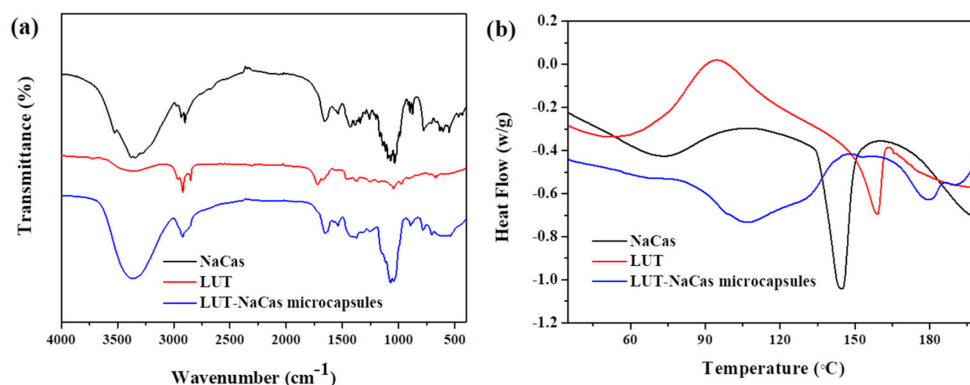 (a)
Transmittance (%)
NaCas
LUT
LUT-NaCas microcapsules
4000 3500 3000 2500 2000 1500 1000 500
Wavenumber (cm-1)
(b)
Heat Flow (w/g)
0.2
0.0
-0.2
-0.4
-0.6
-0.8
-1.0
-1.2
NaCas
LUT
LUT-NaCas microcapsules
60 90 120 150 180
Temperature (◦C)